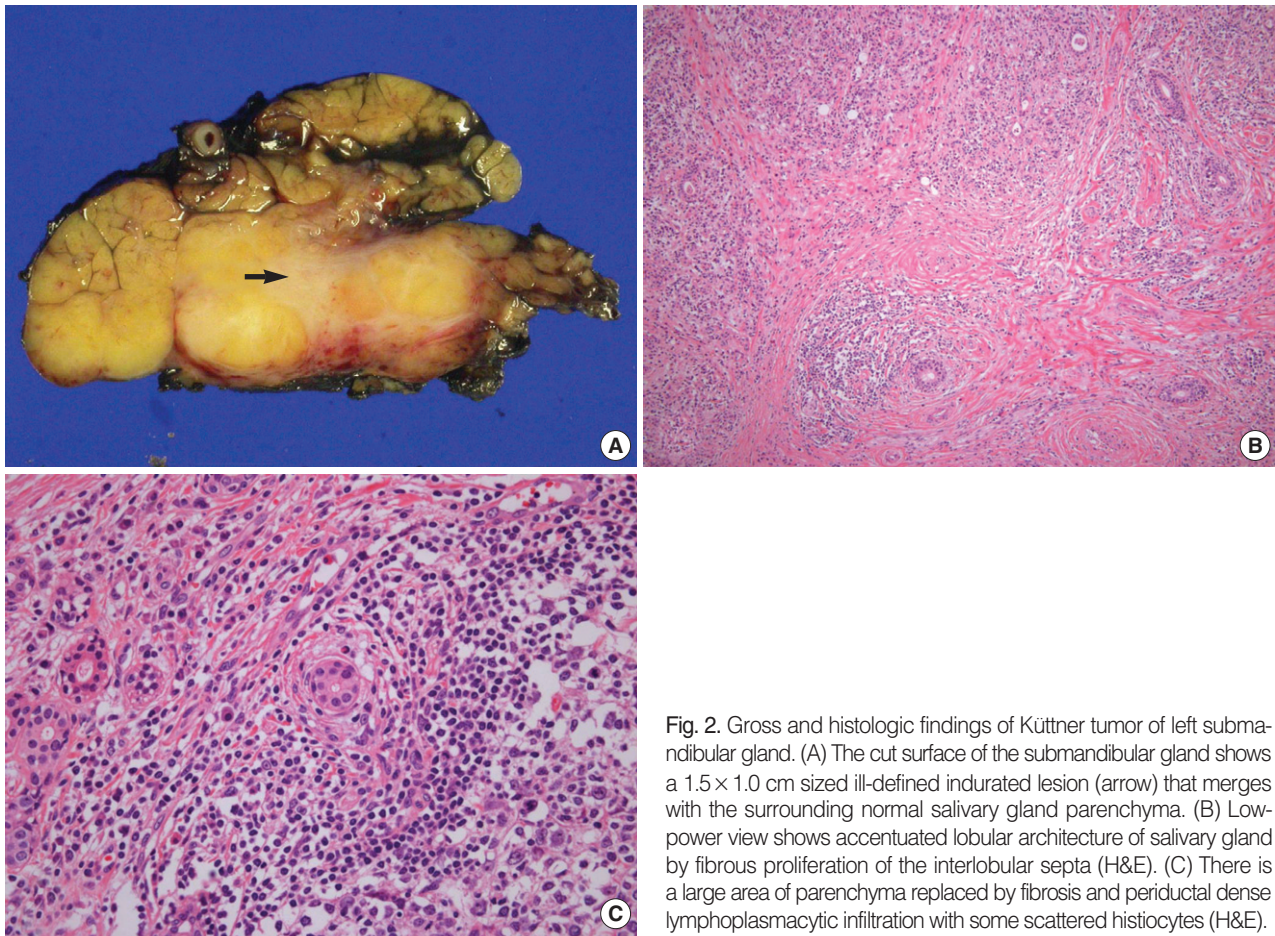 A
B
C
Fig. 2. Gross and histologic findings of Küttner tumor of left subma-
ndibular gland. (A) The cut surface of the submandibular gland shows
a 1.5×1.0 cm sized ill-defined indurated lesion (arrow) that merges
with the surrounding normal salivary gland parenchyma. (B) Low-
power view shows accentuated lobular architecture of salivary gland
by fibrous proliferation of the interlobular septa (H&E). (C) There is
a large area of parenchyma replaced by fibrosis and periductal dense
lymphoplasmacytic infiltration with some scattered histiocytes (H&E).